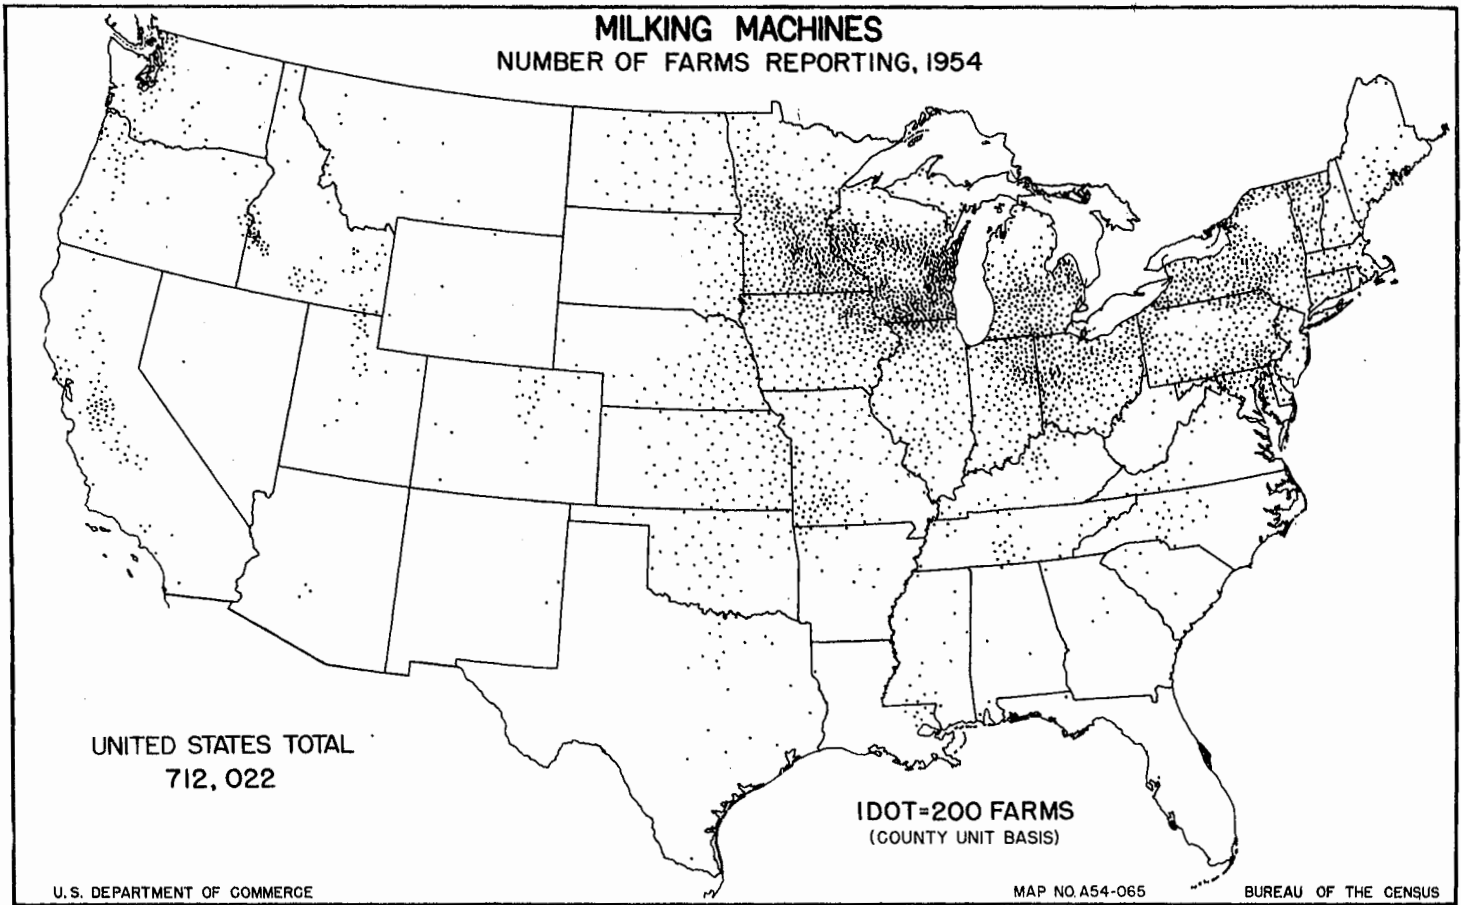 MILKING MACHINES
NUMBER OF FARMS REPORTING, 1954
UNITED STATES TOTAL
712, 022
1 DOT=200 FARMS
(COUNTY UNIT BASIS)
U.S. DEPARTMENT OF COMMERCE
MAP NO. A54-065
BUREAU OF THE CENSUS